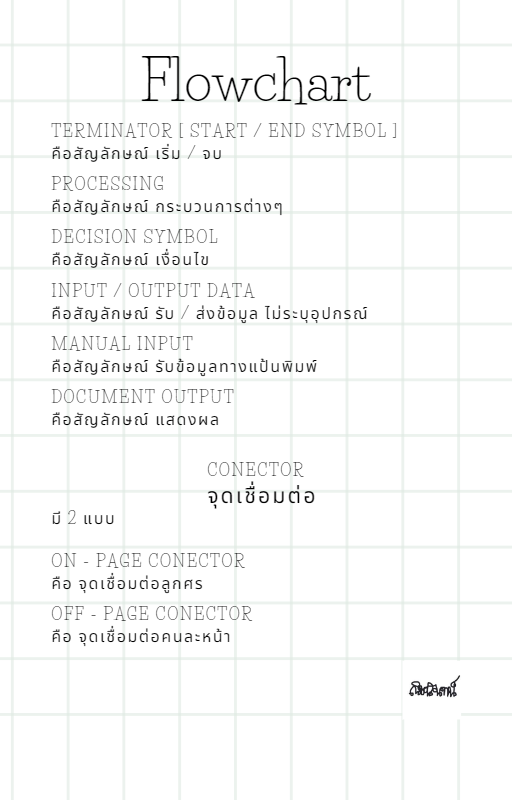 Flowchart
TERMINATOR [ START / END SYMBOL ]
คือสัญลักษณ์ เริ่ม / จบ
PROCESSING
คือสัญลักษณ์ กระบวนการต่างๆ
DECISION SYMBOL
คือสัญลักษณ์ เงื่อนไข
INPUT / OUTPUT DATA
คือสัญลักษณ์ รับ / ส่งข้อมูล ไม่ระบุอุปกรณ์
MANUAL INPUT
คือสัญลักษณ์ รับข้อมูลทางแป้นพิมพ์
DOCUMENT OUTPUT
คือสัญลักษณ์ แสดงผล
CONECTOR
จุดเชื่อมต่อ
มี 2 แบบ
ON - PAGE CONECTOR
คือ จุดเชื่อมต่อลูกศร
OFF - PAGE CONECTOR
คือ จุดเชื่อมต่อคนละหน้า